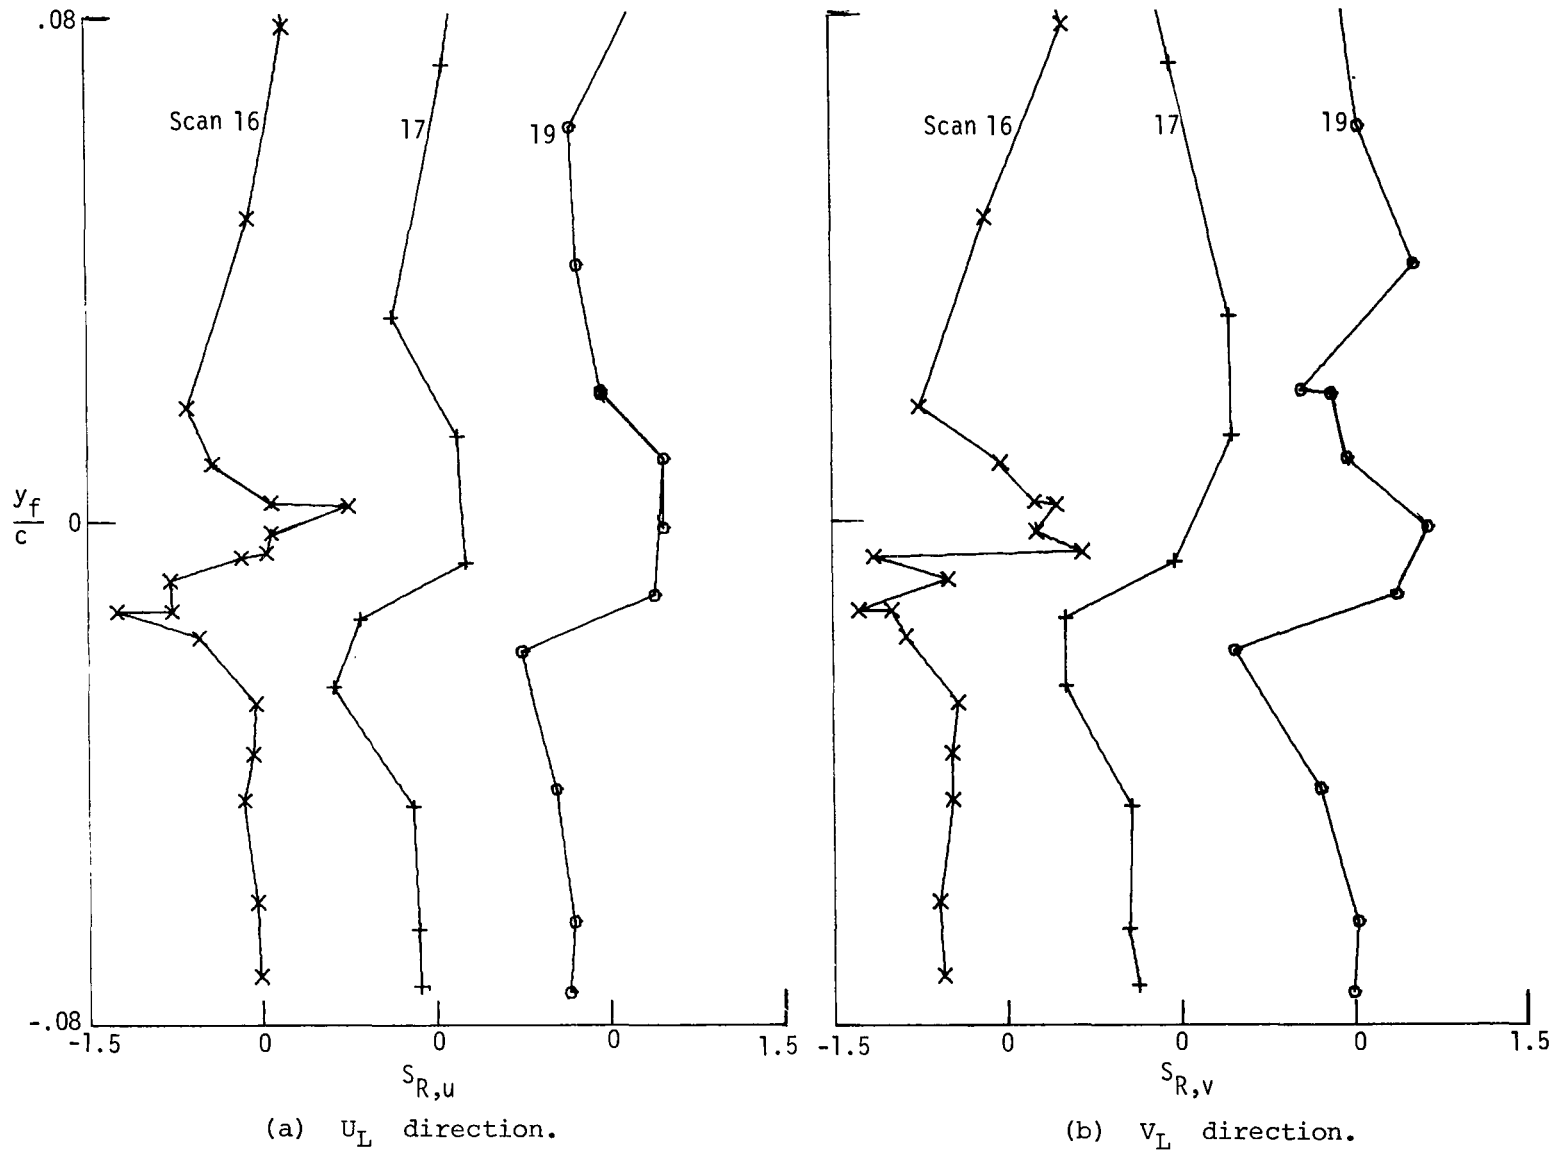 .08
Scan 16
17
19
y_f
c
0
-.08
-1.5
0
0
0
1.5
S_R,u
(a) U_L direction.
Scan 16
17
19
-1.5
0
0
0
1.5
S_R,v
(b) V_L direction.